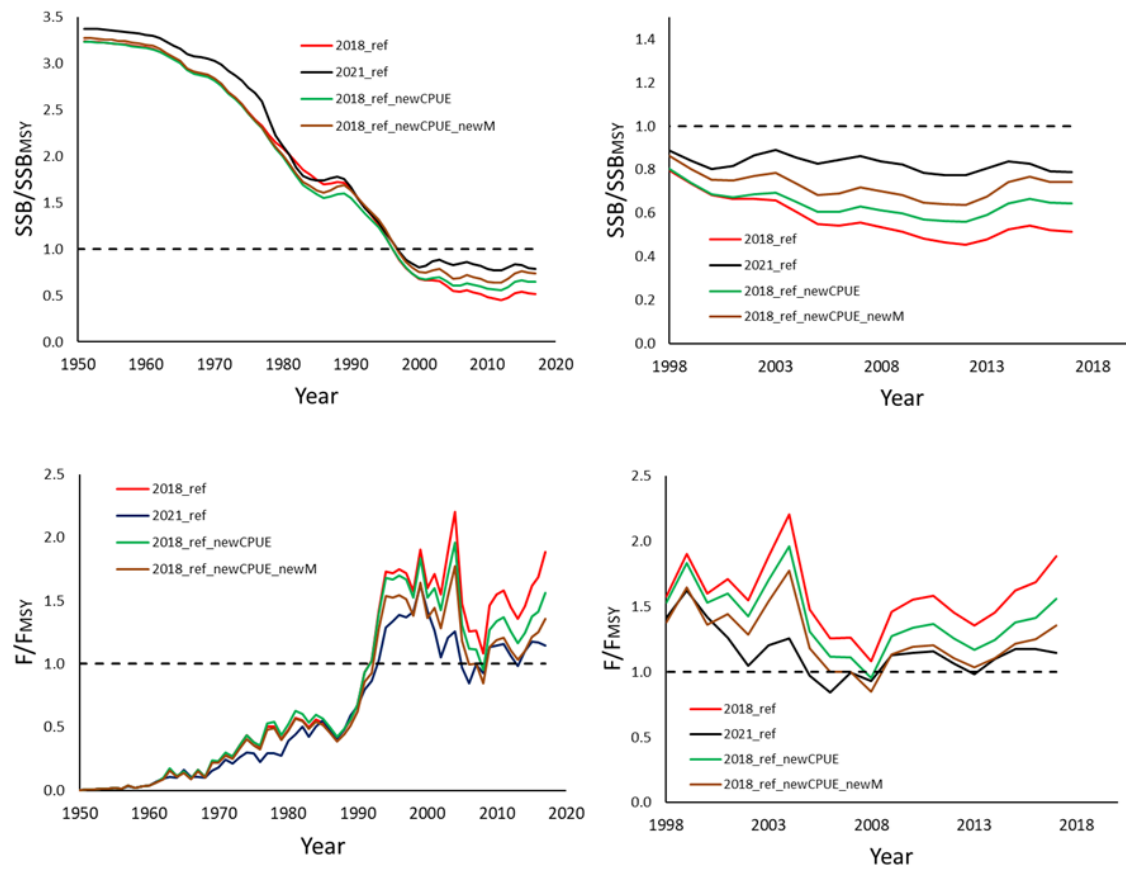 3.5
3.0
2.5
2.0
1.5
1.0
0.5
0.0
SSB/SSBMSY
2018_ref
2021_ref
2018_ref_newCPUE
2018_ref_newCPUE_newM
1950 1960 1970 1980 1990 2000 2010 2020
Year
1.4
1.2
1.0
0.8
0.6
0.4
0.2
0.0
SSB/SSBMSY
2018_ref
2021_ref
2018_ref_newCPUE
2018_ref_newCPUE_newM
1998 2003 2008 2013 2018
Year
2.5
2.0
1.5
1.0
0.5
0.0
F/FMSY
2018_ref
2021_ref
2018_ref_newCPUE
2018_ref_newCPUE_newM
1950 1960 1970 1980 1990 2000 2010 2020
Year
2.5
2.0
1.5
1.0
0.5
0.0
F/FMSY
2018_ref
2021_ref
2018_ref_newCPUE
2018_ref_newCPUE_newM
1998 2003 2008 2013 2018
Year